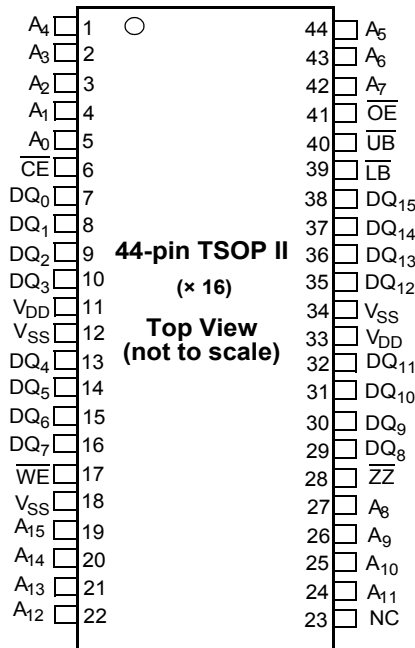 A4 1 44 A5
A3 2 43 A6
A2 3 42 A7
A1 4 41 OE
A0 5 40 UB
CE 6 39 LB
DQ0 7 38 DQ15
DQ1 8 37 DQ14
DQ2 9 44-pin TSOP II 36 DQ13
DQ3 10 (× 16) 35 DQ12
VDD 11 34 VSS
VSS 12 Top View 33 VDD
DQ4 13 (not to scale) 32 DQ11
DQ5 14 31 DQ10
DQ6 15 30 DQ9
DQ7 16 29 DQ8
WE 17 28 ZZ
VSS 18 27 A8
A15 19 26 A9
A14 20 25 A10
A13 21 24 A11
A12 22 23 NC